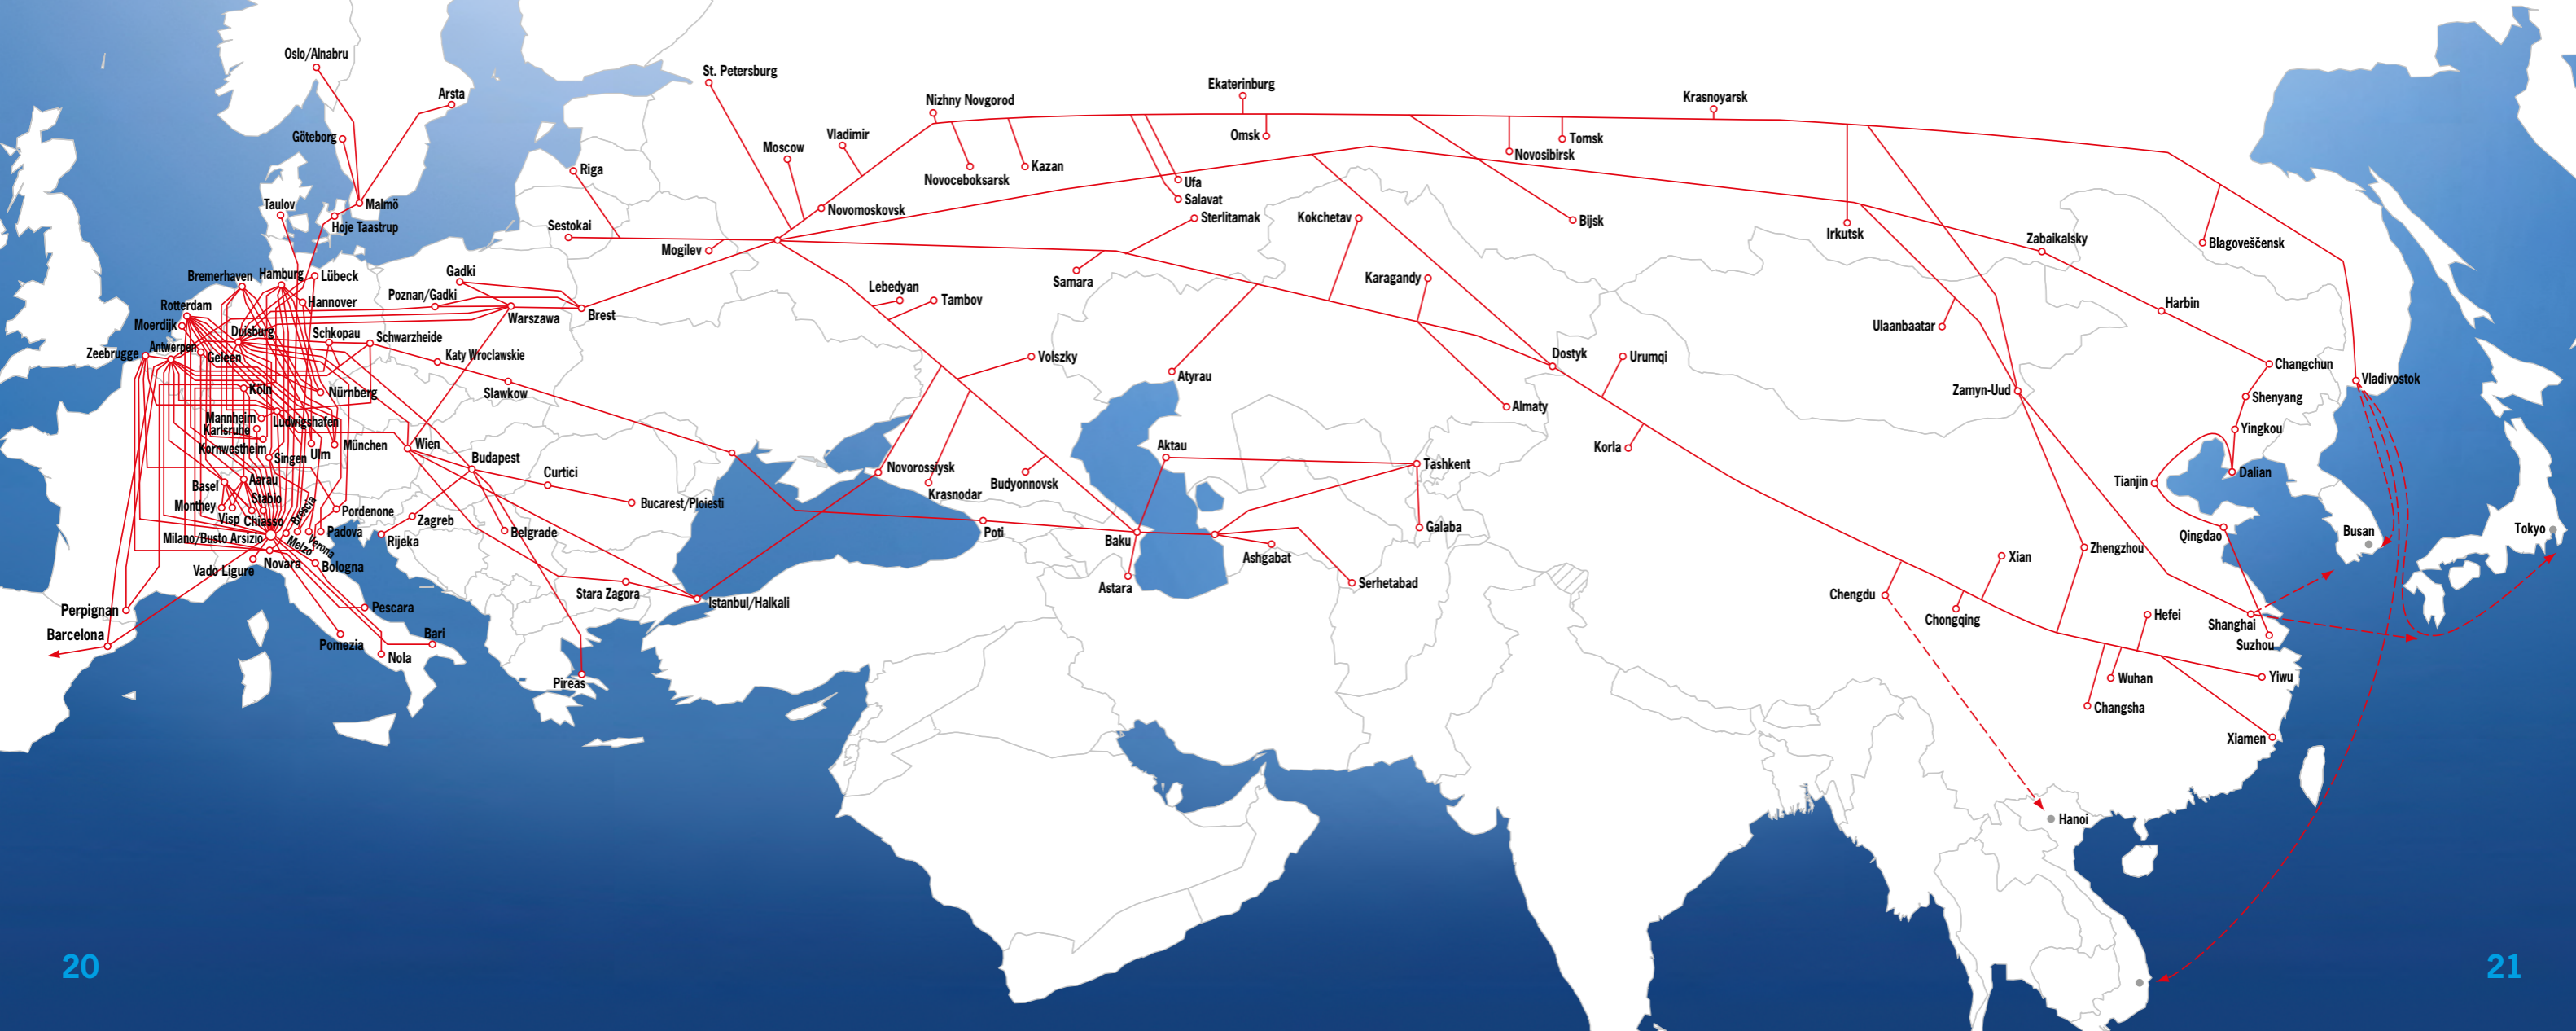 Oslo/Alnabru
Arsta
Göteborg
Taulov
Malmö
Hoje Taastrup
St. Petersburg
Moscow
Vladimir
Nizhny Novgorod
Novoceboksarsk
Kazan
Novomoskovsk
Riga
Sestokai
Mogilev
Ekaterinburg
Omsk
Ufa
Salavat
Sterlitamak
Kokchetav
Krasnoyarsk
Tomsk
Novosibirsk
Bijsk
Irkutsk
Zabaikalsky
Blagoveščensk
Bremerhaven
Hamburg
Lübeck
Hannover
Rotterdam
Moerdijk
Duisburg
Schkopau
Schwarzheide
Zeebrugge
Antwerpen
Geleen
Gadki
Poznan/Gadki
Warszawa
Brest
Katy Wroclawskie
Slawkow
Köln
Nürnberg
Mannheim
Ludwigshafen
Karlsruhe
Kornwestheim
Singen
Ulm
München
Wien
Budapest
Curtici
Bucarest/Ploiesti
Basel
Aarau
Stabio
Monthey
Visp
Chiasso
Brescia
Pordenone
Padova
Milano/Busto Arsizio
Melzo
Verona
Novara
Vado Ligure
Bologna
Zagreb
Rijeka
Belgrade
Perpignan
Barcelona
Pescara
Pomezia
Nola
Bari
Stara Zagora
Istanbul/Halkali
Pireas
Lebedyan
Tambov
Samara
Karagandy
Volszky
Atyrau
Novorossiysk
Krasnodar
Budyonnovsk
Aktau
Tashkent
Galaba
Poti
Baku
Astara
Ashgabat
Serhetabad
Dostyk
Urumqi
Almaty
Korla
Ulaanbaatar
Zamyn-Uud
Harbin
Changchun
Shenyang
Yingkou
Dalian
Tianjin
Qingdao
Vladivostok
Busan
Tokyo
Zhengzhou
Xian
Chengdu
Chongqing
Hefei
Shanghai
Suzhou
Wuhan
Yiwu
Changsha
Xiamen
Hanoi
20
21